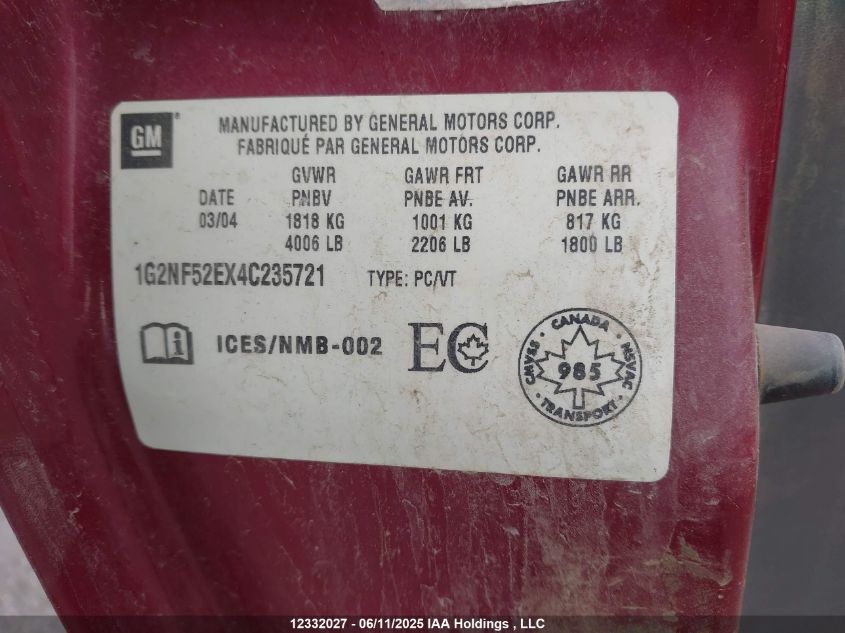 GM
MANUFACTURED BY GENERAL MOTORS CORP.
FABRIQUÉ PAR GENERAL MOTORS CORP.
GVWR GAWR FRT GAWR RR
DATE PNBV PNBE AV. PNBE ARR.
03/04 1818 KG 1001 KG 817 KG
4006 LB 2206 LB 1800 LB
1G2NF52EX4C235721 TYPE: PC/VT
i ICES/NMB-002 EC
CANADA
CMVSS 985 NSVAC
TRANSPORT
12332027 - 06/11/2025 IAA Holdings , LLC